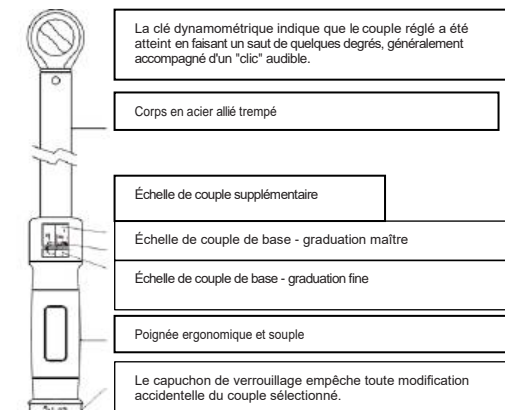 La clé dynamométrique indique que le couple réglé a été
atteint en faisant un saut de quelques degrés, généralement
accompagné d'un "clic" audible.
Corps en acier allié trempé
Échelle de couple supplémentaire
Échelle de couple de base - graduation maître
Échelle de couple de base - graduation fine
Poignée ergonomique et souple
Le capuchon de verrouillage empêche toute modification
accidentelle du couple sélectionné.